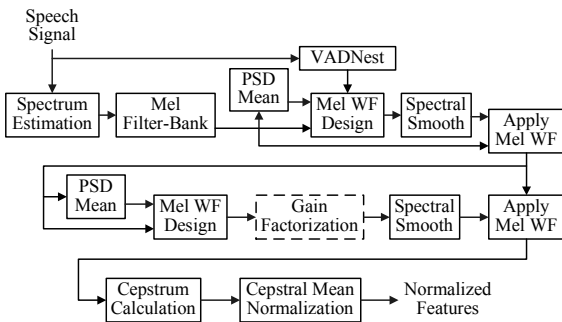 Speech
Signal
VADNest
PSD
Mean
Spectrum
Estimation
Mel
Filter-Bank
Mel WF
Design
Spectral
Smooth
Apply
Mel WF
PSD
Mean
Mel WF
Design
Gain
Factorization
Spectral
Smooth
Apply
Mel WF
Cepstrum
Calculation
Cepstral Mean
Normalization
Normalized
Features